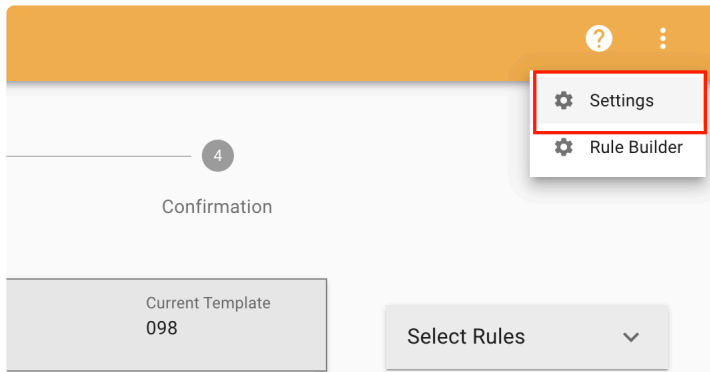 ?
Settings
Rule Builder
4
Confirmation
Current Template
098
Select Rules